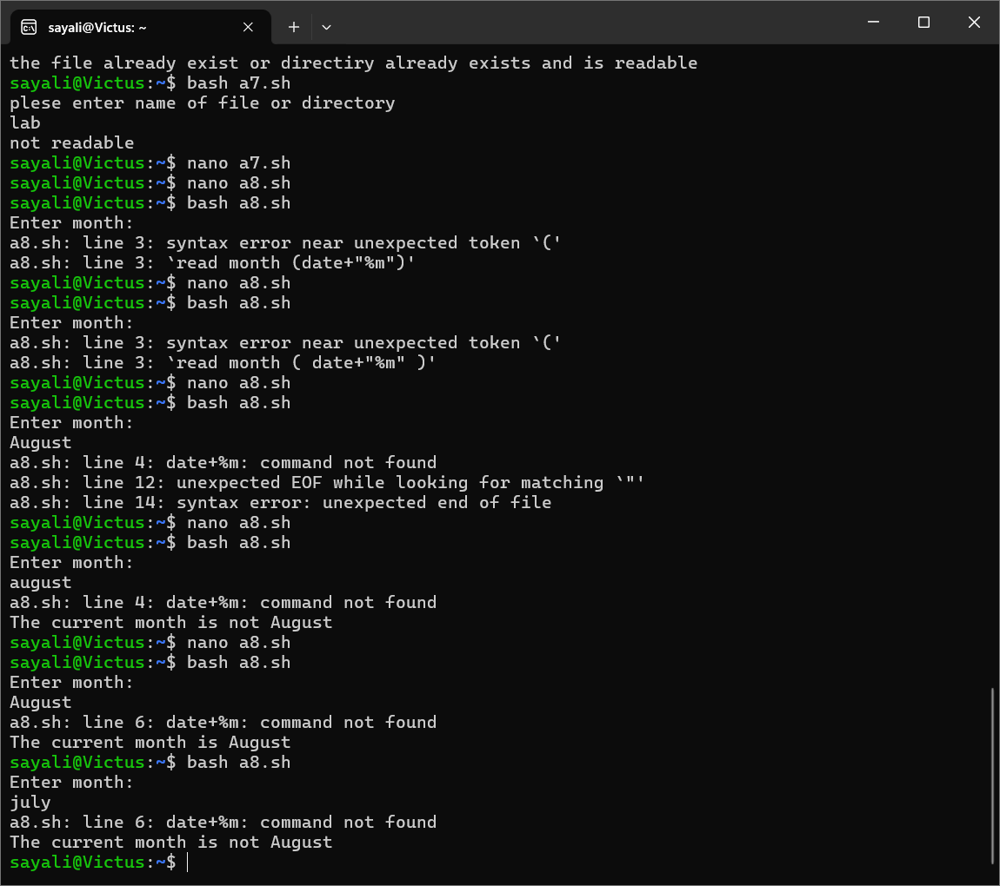 sayali@Victus: ~
the file already exist or directiry already exists and is readable
sayali@Victus:~$ bash a7.sh
plese enter name of file or directory
lab
not readable
sayali@Victus:~$ nano a7.sh
sayali@Victus:~$ nano a8.sh
sayali@Victus:~$ bash a8.sh
Enter month:
a8.sh: line 3: syntax error near unexpected token `('
a8.sh: line 3: `read month (date+"%m")'
sayali@Victus:~$ nano a8.sh
sayali@Victus:~$ bash a8.sh
Enter month:
a8.sh: line 3: syntax error near unexpected token `('
a8.sh: line 3: `read month ( date+"%m" )'
sayali@Victus:~$ nano a8.sh
sayali@Victus:~$ bash a8.sh
Enter month:
August
a8.sh: line 4: date+%m: command not found
a8.sh: line 12: unexpected EOF while looking for matching `"'
a8.sh: line 14: syntax error: unexpected end of file
sayali@Victus:~$ nano a8.sh
sayali@Victus:~$ bash a8.sh
Enter month:
august
a8.sh: line 4: date+%m: command not found
The current month is not August
sayali@Victus:~$ nano a8.sh
sayali@Victus:~$ bash a8.sh
Enter month:
August
a8.sh: line 6: date+%m: command not found
The current month is August
sayali@Victus:~$ bash a8.sh
Enter month:
july
a8.sh: line 6: date+%m: command not found
The current month is not August
sayali@Victus:~$